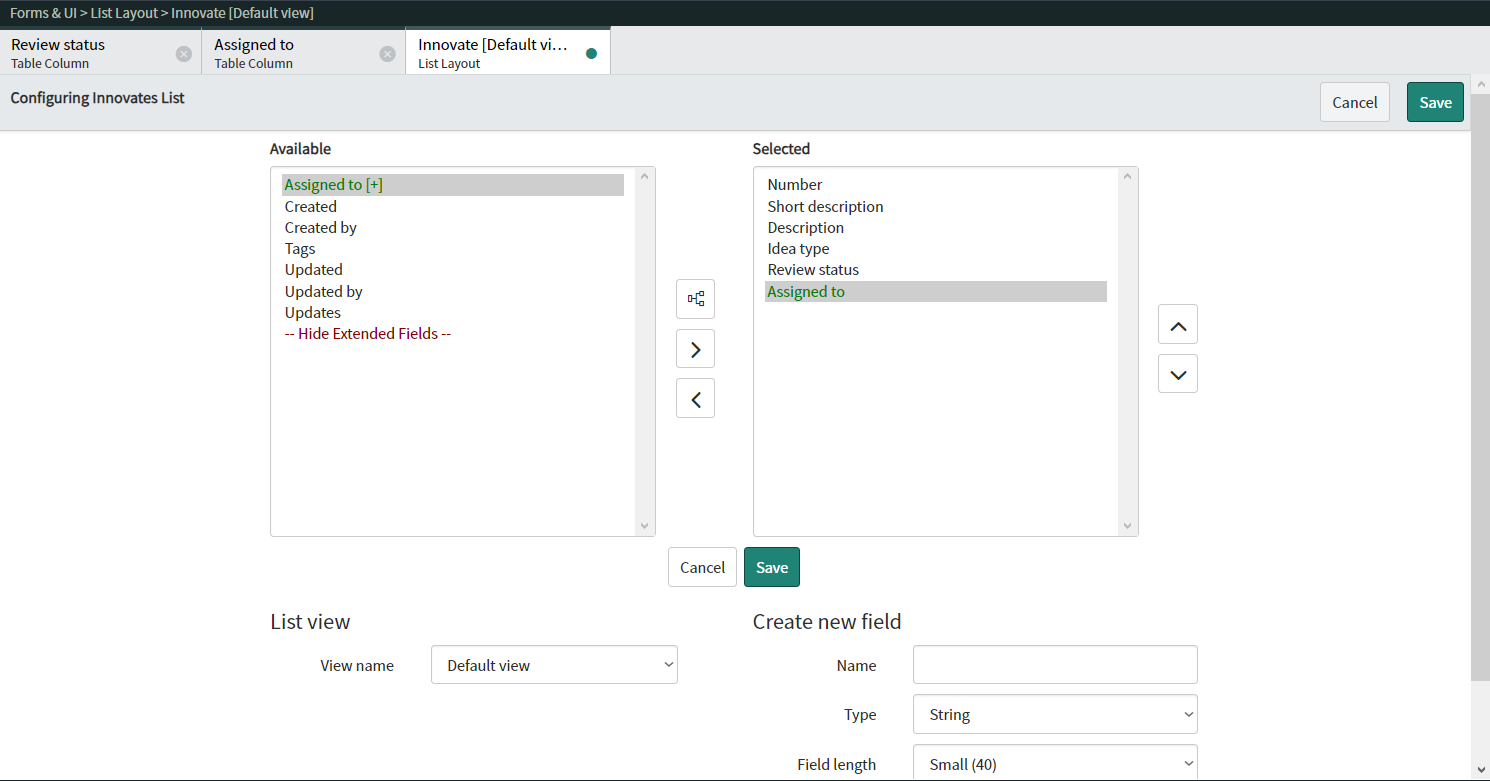 Forms & UI > List Layout > Innovate [Default view]
Review status
Table Column
Assigned to
Table Column
Innovate [Default vi...
List Layout
Configuring Innovates List
Cancel
Save
Available
Assigned to [+]
Created
Created by
Tags
Updated
Updated by
Updates
-- Hide Extended Fields --
Selected
Number
Short description
Description
Idea type
Review status
Assigned to
Cancel
Save
List view
View name
Default view
Create new field
Name
Type
String
Field length
Small (40)